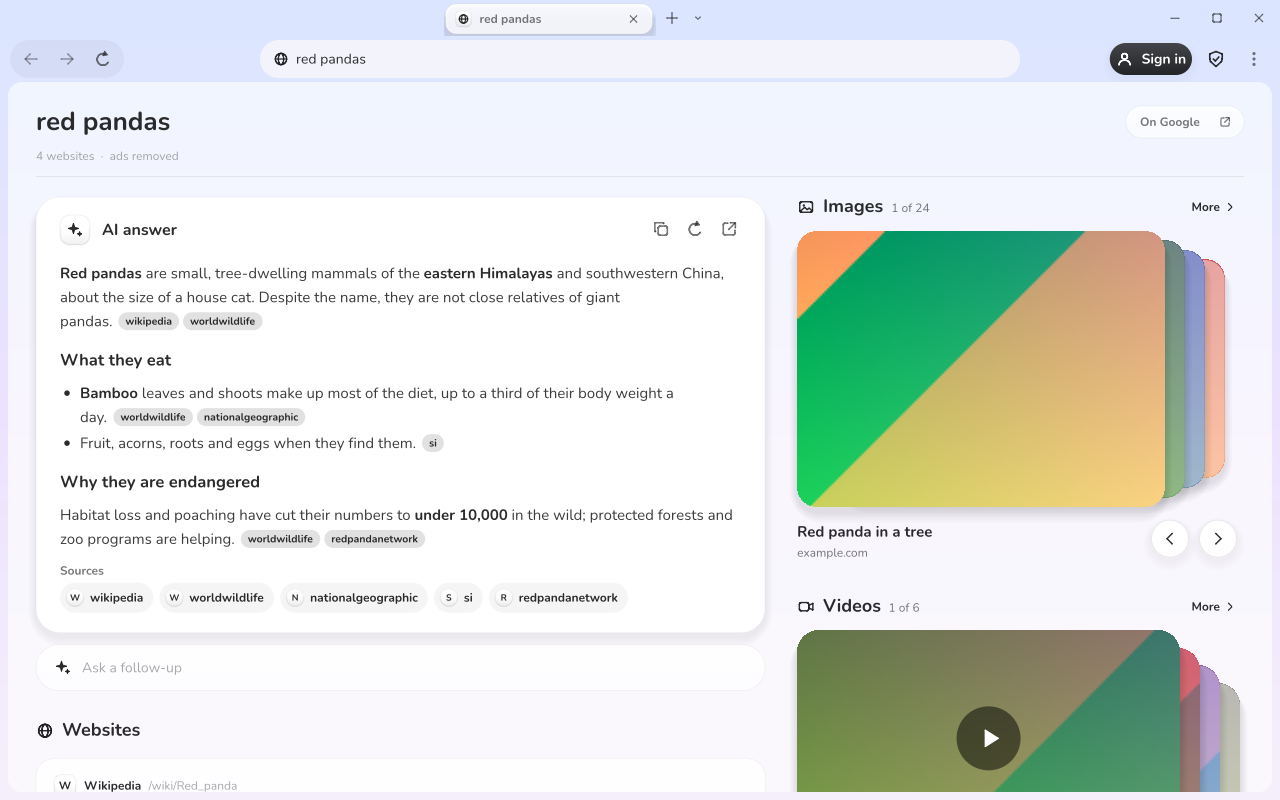 red pandas
red pandas
Sign in
red pandas
On Google
4 websites · ads removed
AI answer
Red pandas are small, tree-dwelling mammals of the eastern Himalayas and southwestern China,
about the size of a house cat. Despite the name, they are not close relatives of giant
pandas. wikipedia worldwildlife
What they eat
• Bamboo leaves and shoots make up most of the diet, up to a third of their body weight a
day. worldwildlife nationalgeographic
• Fruit, acorns, roots and eggs when they find them. si
Why they are endangered
Habitat loss and poaching have cut their numbers to under 10,000 in the wild; protected forests and
zoo programs are helping. worldwildlife redpandanetwork
Sources
W wikipedia W worldwildlife N nationalgeographic S si R redpandanetwork
Ask a follow-up
Websites
W Wikipedia /wiki/Red_panda
Images 1 of 24 More
Red panda in a tree
example.com
Videos 1 of 6 More